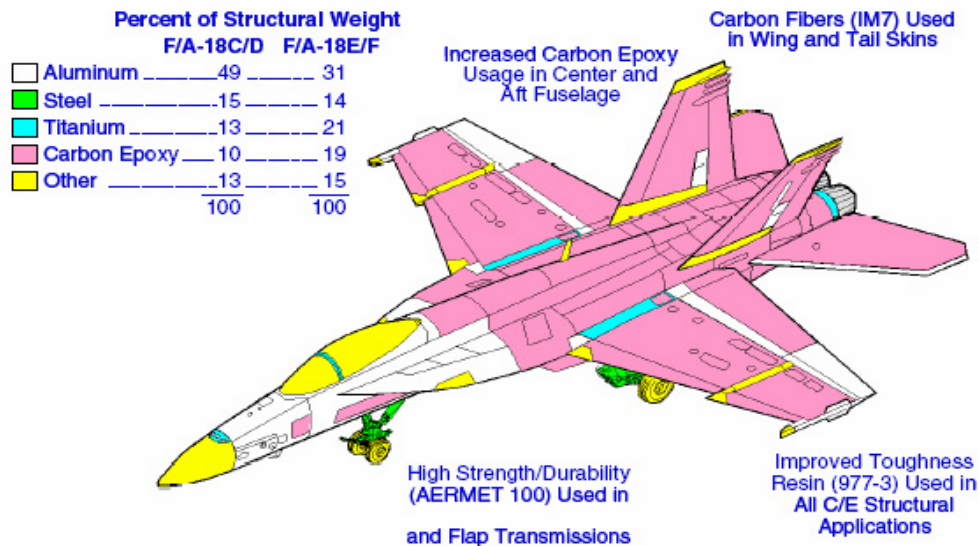 Percent of Structural Weight
F/A-18C/D F/A-18E/F
Aluminum 49 31
Steel 15 14
Titanium 13 21
Carbon Epoxy 10 19
Other 13 15
100 100
Increased Carbon Epoxy
Usage in Center and
Aft Fuselage
Carbon Fibers (IM7) Used
in Wing and Tail Skins
High Strength/Durability
(AERMET 100) Used in
and Flap Transmissions
Improved Toughness
Resin (977-3) Used in
All C/E Structural
Applications